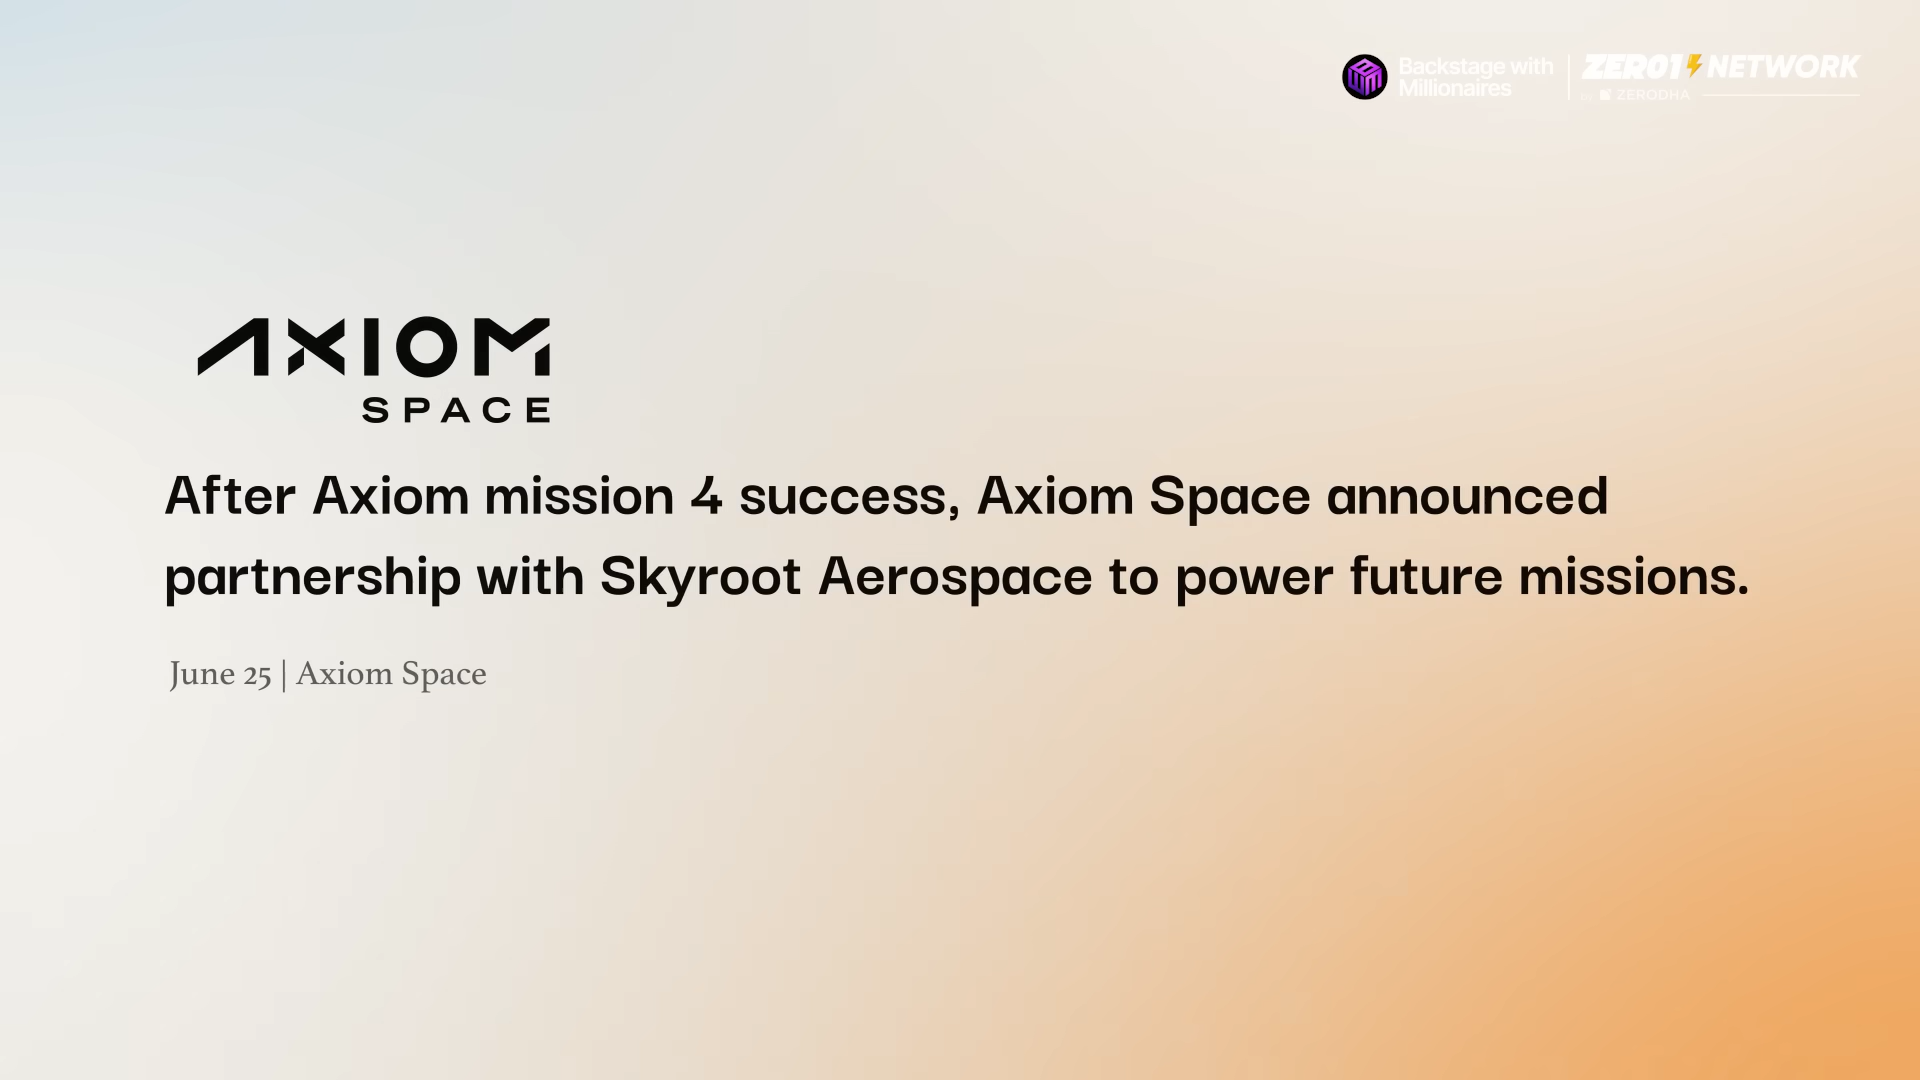 Backstage with
Millionaires
ZERO1 NETWORK
ZERODHA
AXIOM
SPACE
After Axiom mission 4 success, Axiom Space announced
partnership with Skyroot Aerospace to power future missions.
June 25 | Axiom Space